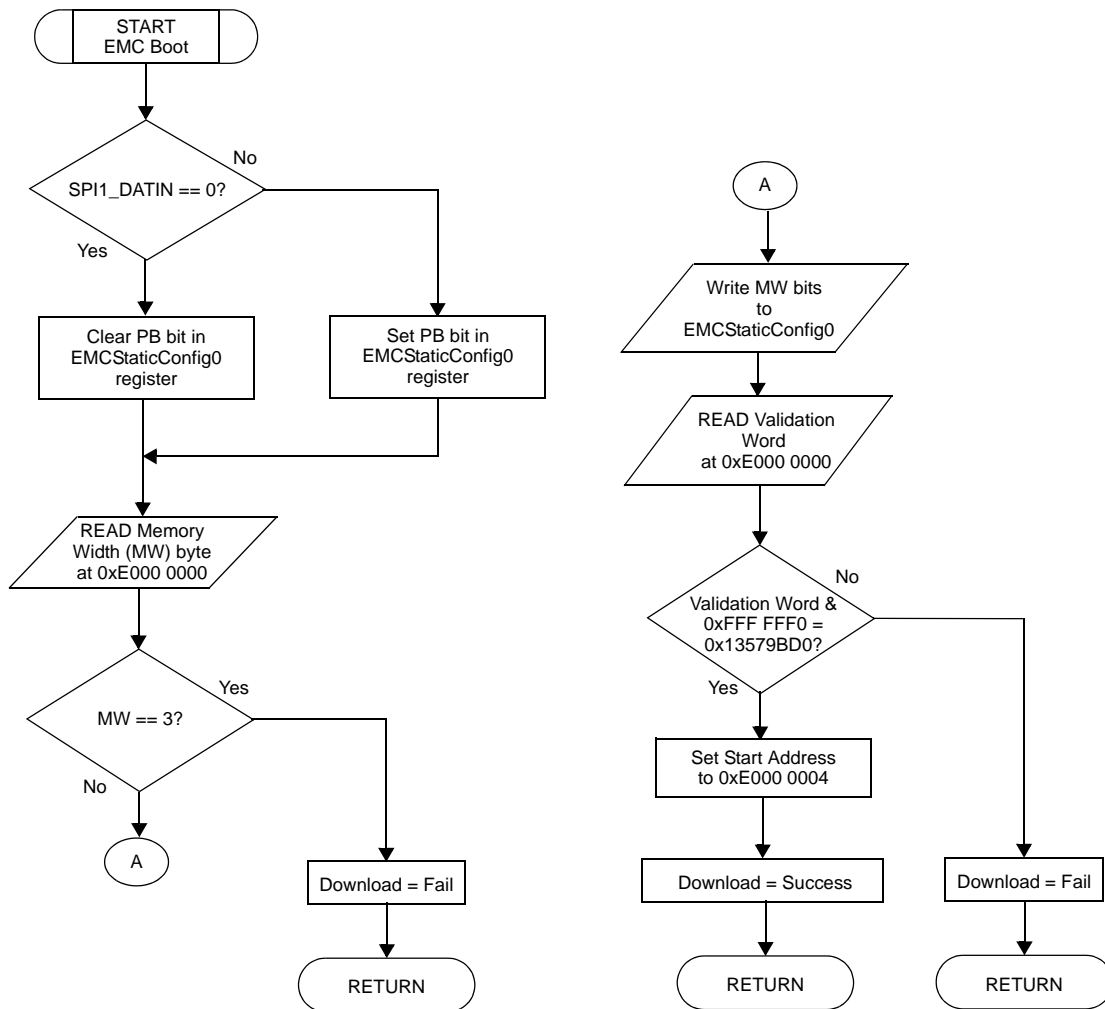 START
EMC Boot
No
SPI1_DATIN == 0?
Yes
Clear PB bit in
EMCStaticConfig0
register
Set PB bit in
EMCStaticConfig0
register
READ Memory
Width (MW) byte
at 0xE000 0000
Yes
MW == 3?
No
A
Download = Fail
RETURN
A
Write MW bits
to
EMCStaticConfig0
READ Validation
Word
at 0xE000 0000
No
Validation Word &
0xFFF FFF0 =
0x13579BD0?
Yes
Set Start Address
to 0xE000 0004
Download = Success
Download = Fail
RETURN
RETURN